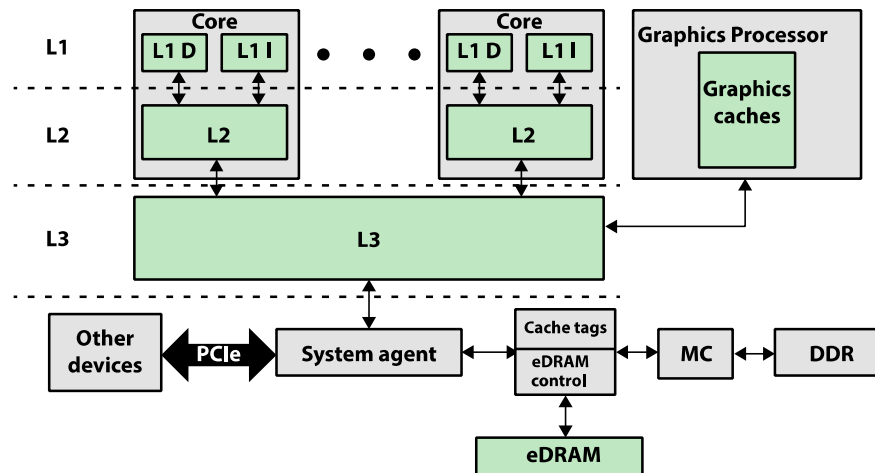 Core
Core
L1
L1 D
L1 I
L1 D
L1 I
Graphics Processor
Graphics
caches
L2
L2
L2
L3
L3
Other
devices
PCIe
System agent
Cache tags
eDRAM
control
MC
DDR
eDRAM